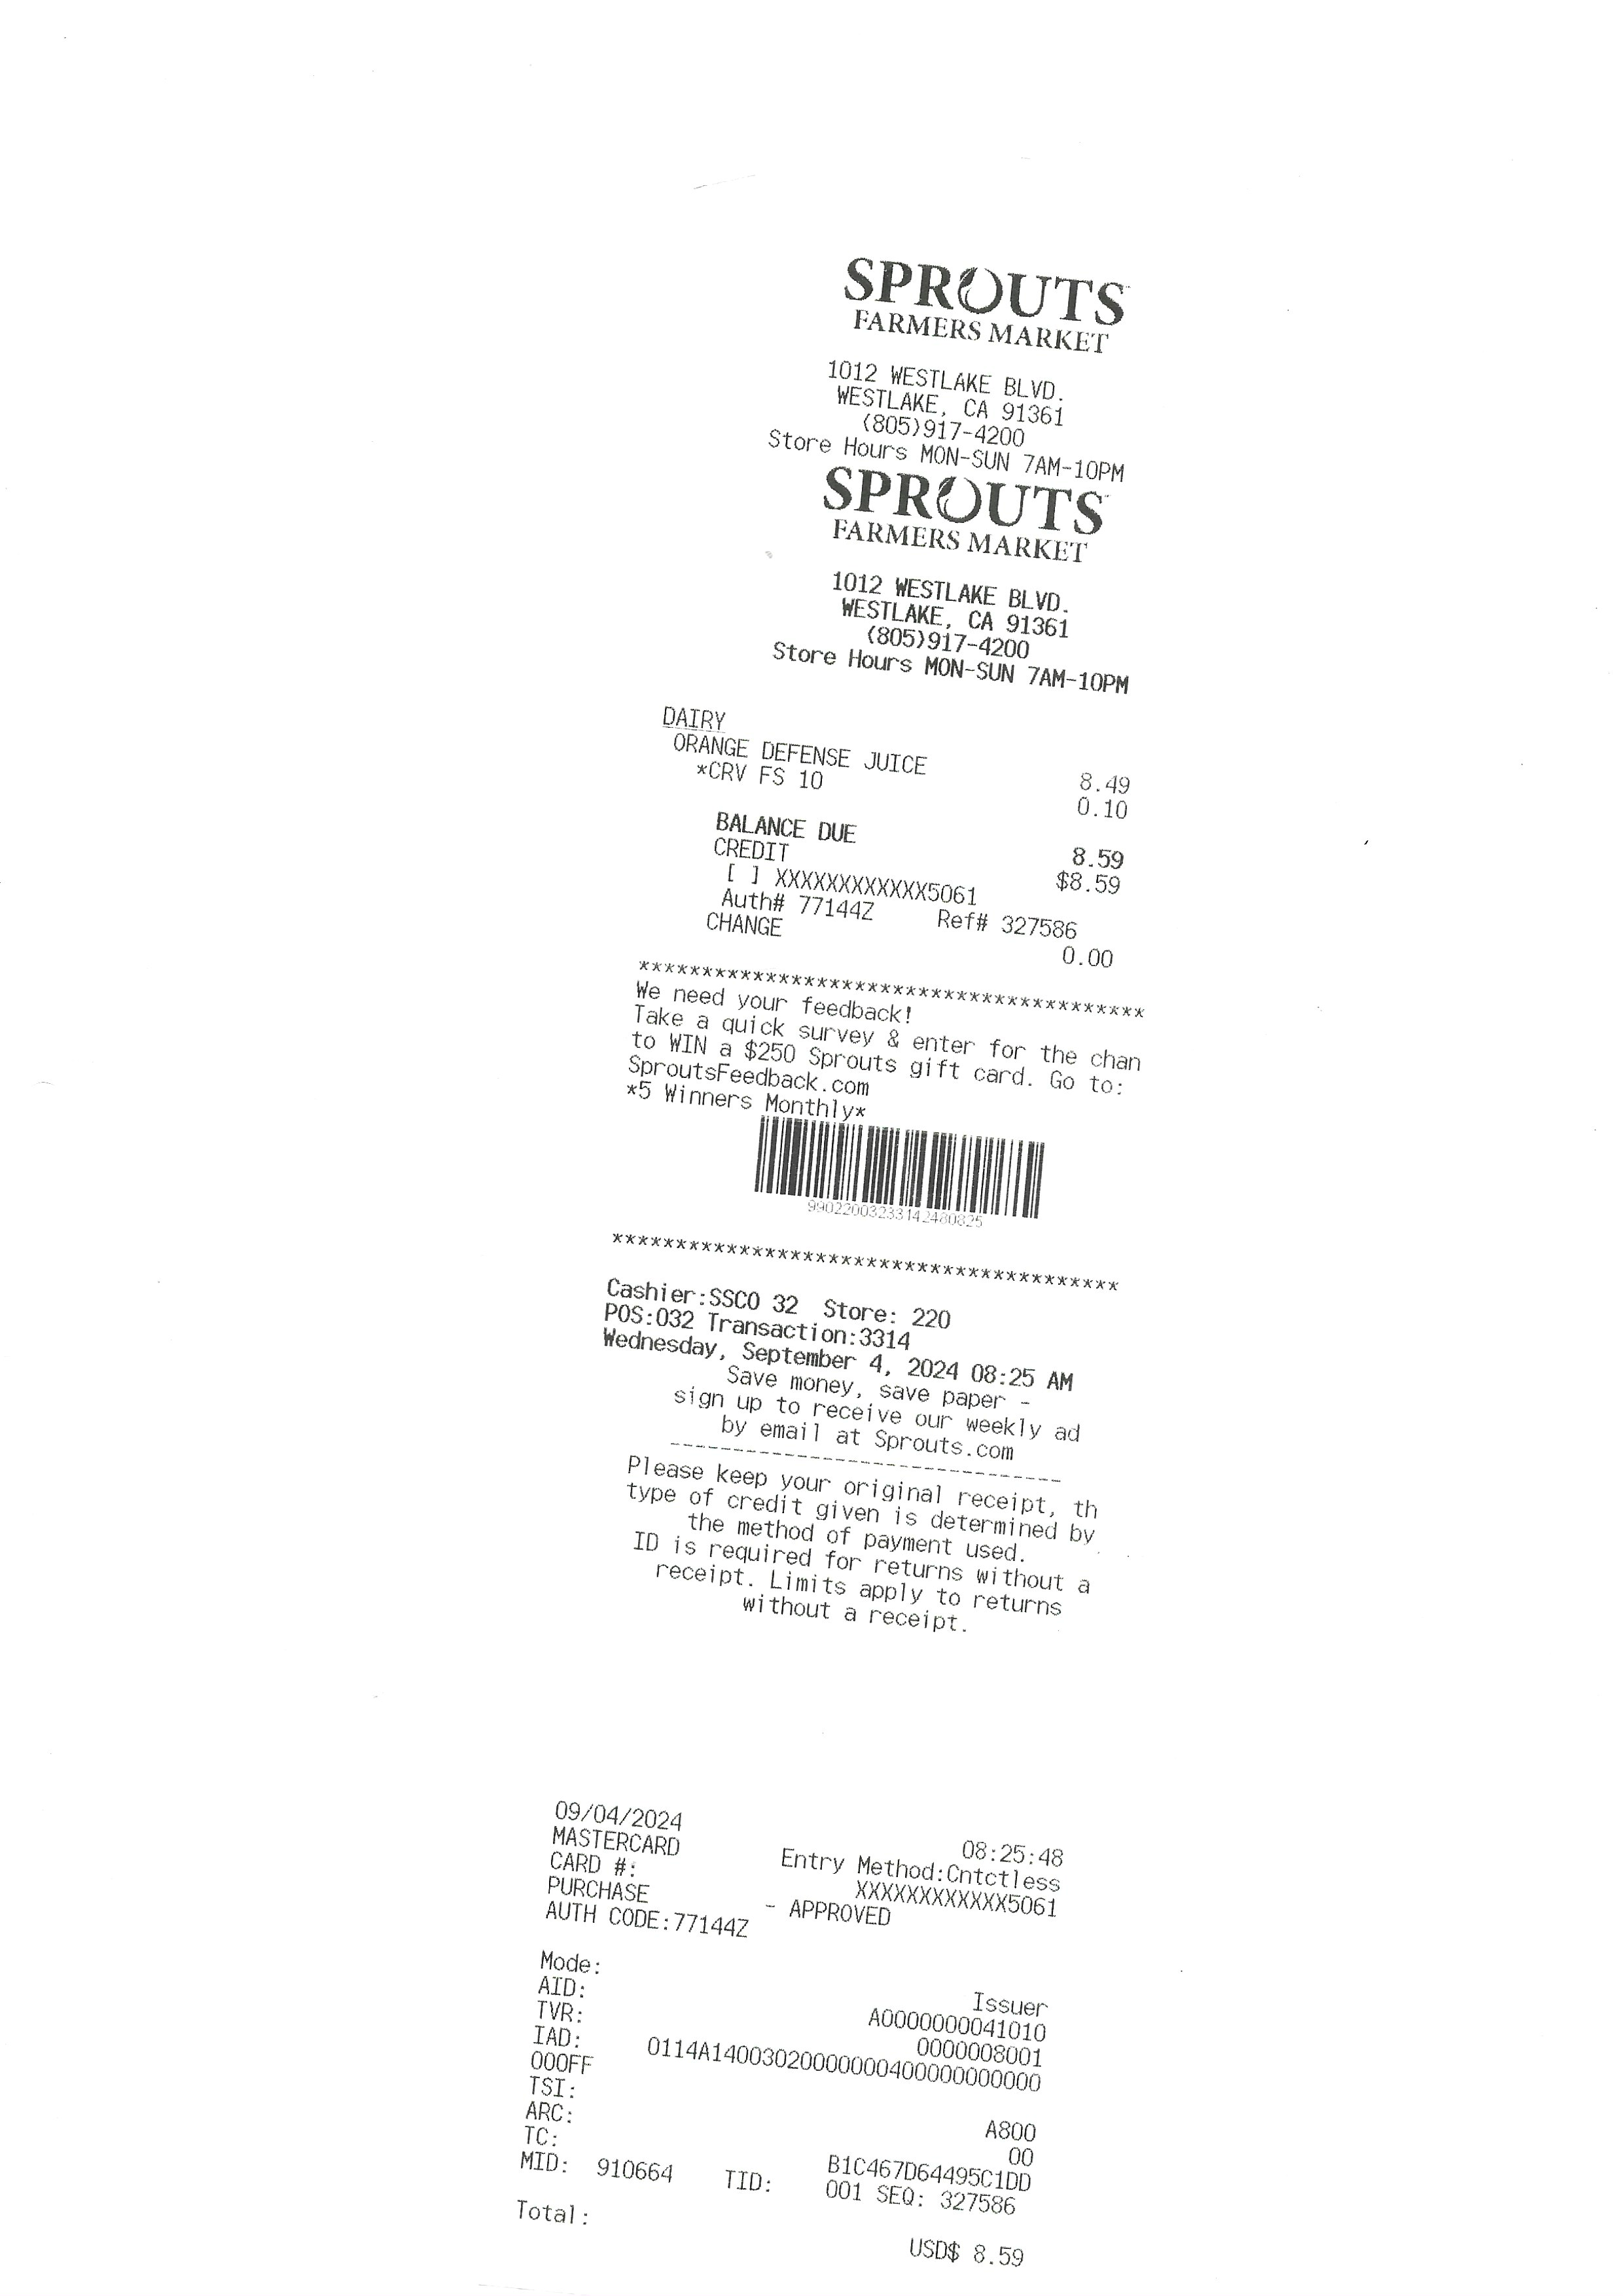 SPROUTS
FARMERS MARKET
1012 WESTLAKE BLVD.
WESTLAKE, CA 91361
(805)917-4200
Store Hours MON-SUN 7AM-10PM
SPROUTS
FARMERS MARKET
1012 WESTLAKE BLVD.
WESTLAKE, CA 91361
(805)917-4200
Store Hours MON-SUN 7AM-10PM
DAIRY
ORANGE DEFENSE JUICE 8.49
*CRV FS 10 0.10
BALANCE DUE 8.59
CREDIT $8.59
[ ] XXXXXXXXXXXX5061
Auth# 77144Z Ref# 327586
CHANGE 0.00
****************************************
We need your feedback!
Take a quick survey & enter for the chan
to WIN a $250 Sprouts gift card. Go to:
SproutsFeedback.com
*5 Winners Monthly*
99022003233142480825
****************************************
Cashier:SSCO 32 Store: 220
POS:032 Transaction:3314
Wednesday, September 4, 2024 08:25 AM
Save money, save paper -
sign up to receive our weekly ad
by email at Sprouts.com
-------------------------------
Please keep your original receipt, th
type of credit given is determined by
the method of payment used.
ID is required for returns without a
receipt. Limits apply to returns
without a receipt.
09/04/2024 08:25:48
MASTERCARD Entry Method:Cntctless
CARD #: XXXXXXXXXXXX5061
PURCHASE - APPROVED
AUTH CODE:77144Z
Mode: Issuer
AID: A0000000041010
TVR: 0000008001
IAD: 0114A14003020000000400000000000
000FF
TSI: A800
ARC: 00
TC: B1C467D64495C1DD
MID: 910664 TID: 001 SEQ: 327586
Total: USD$ 8.59